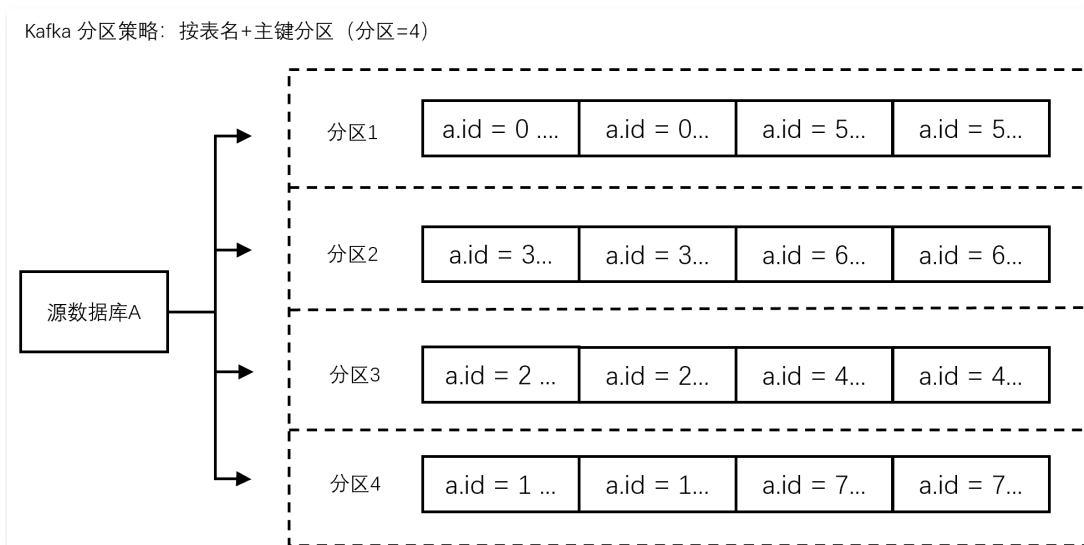 Kafka 分区策略：按表名+主键分区（分区=4）
分区1 a.id = 0 .... a.id = 0... a.id = 5... a.id = 5...
分区2 a.id = 3... a.id = 3... a.id = 6... a.id = 6...
源数据库A
分区3 a.id = 2 ... a.id = 2... a.id = 4... a.id = 4...
分区4 a.id = 1 ... a.id = 1... a.id = 7... a.id = 7...